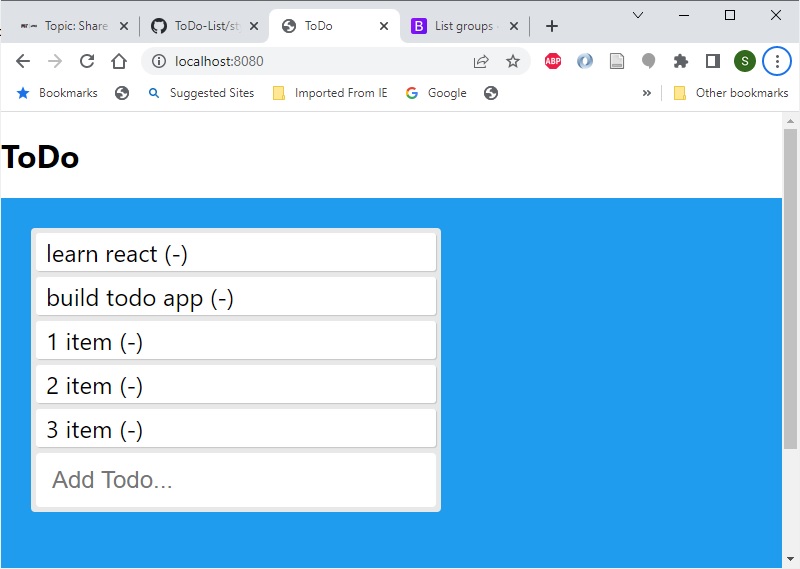 Topic: Share
ToDo-List/st
ToDo
List groups
localhost:8080
ABP
S
Bookmarks
Suggested Sites
Imported From IE
Google
Other bookmarks
ToDo
learn react (-)
build todo app (-)
1 item (-)
2 item (-)
3 item (-)
Add Todo...